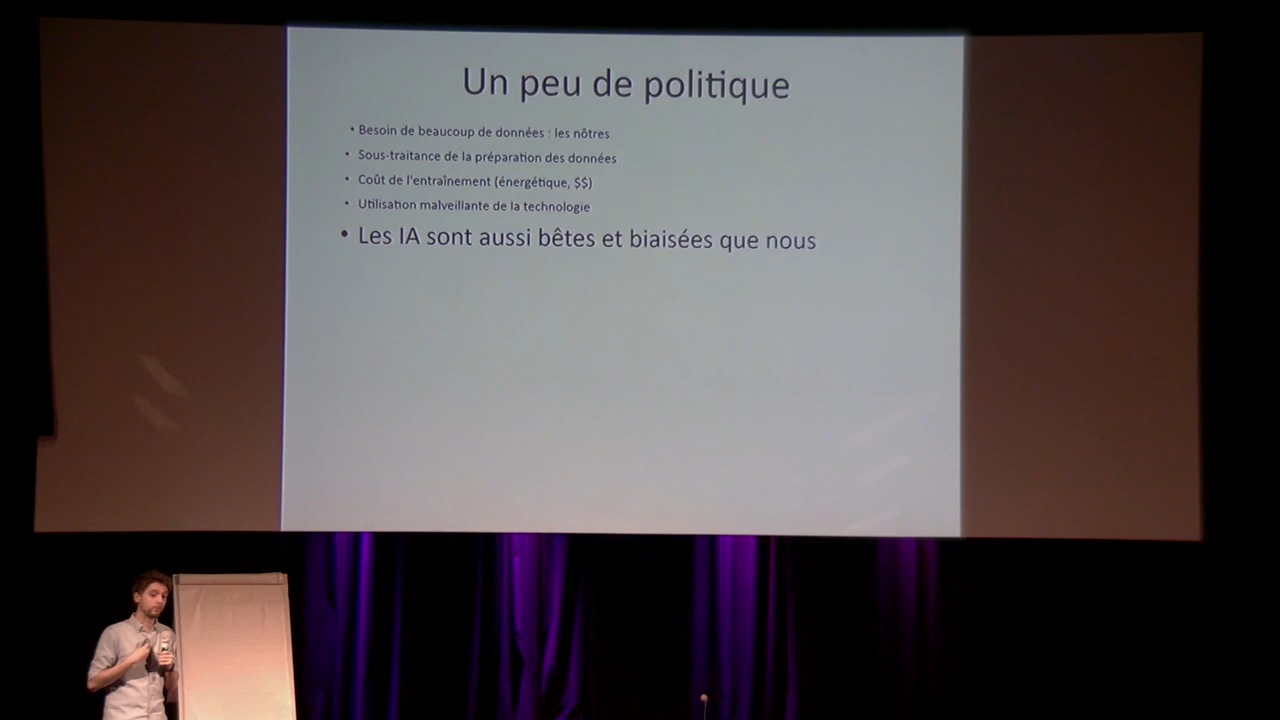 Un peu de politique
• Besoin de beaucoup de données : les nôtres
• Sous-traitance de la préparation des données
• Coût de l'entraînement (énergétique, $$)
• Utilisation malveillante de la technologie
• Les IA sont aussi bêtes et biaisées que nous